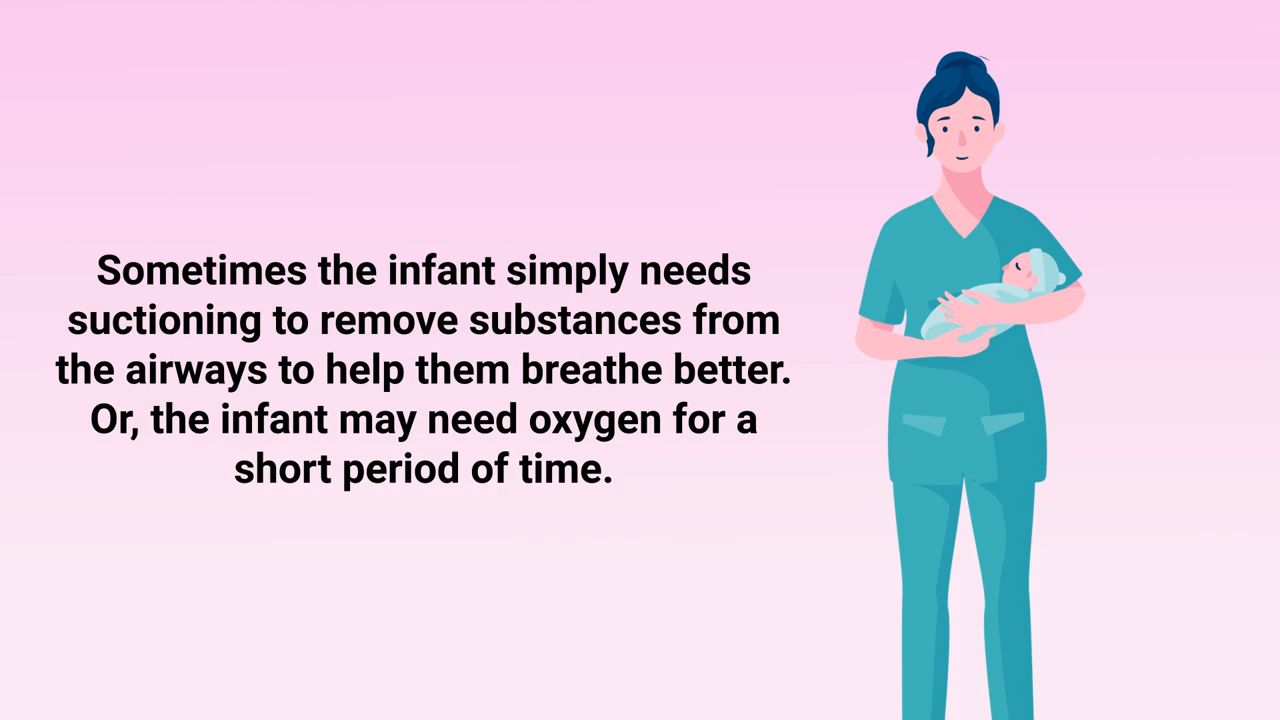 Sometimes the infant simply needs
suctioning to remove substances from
the airways to help them breathe better.
Or, the infant may need oxygen for a
short period of time.